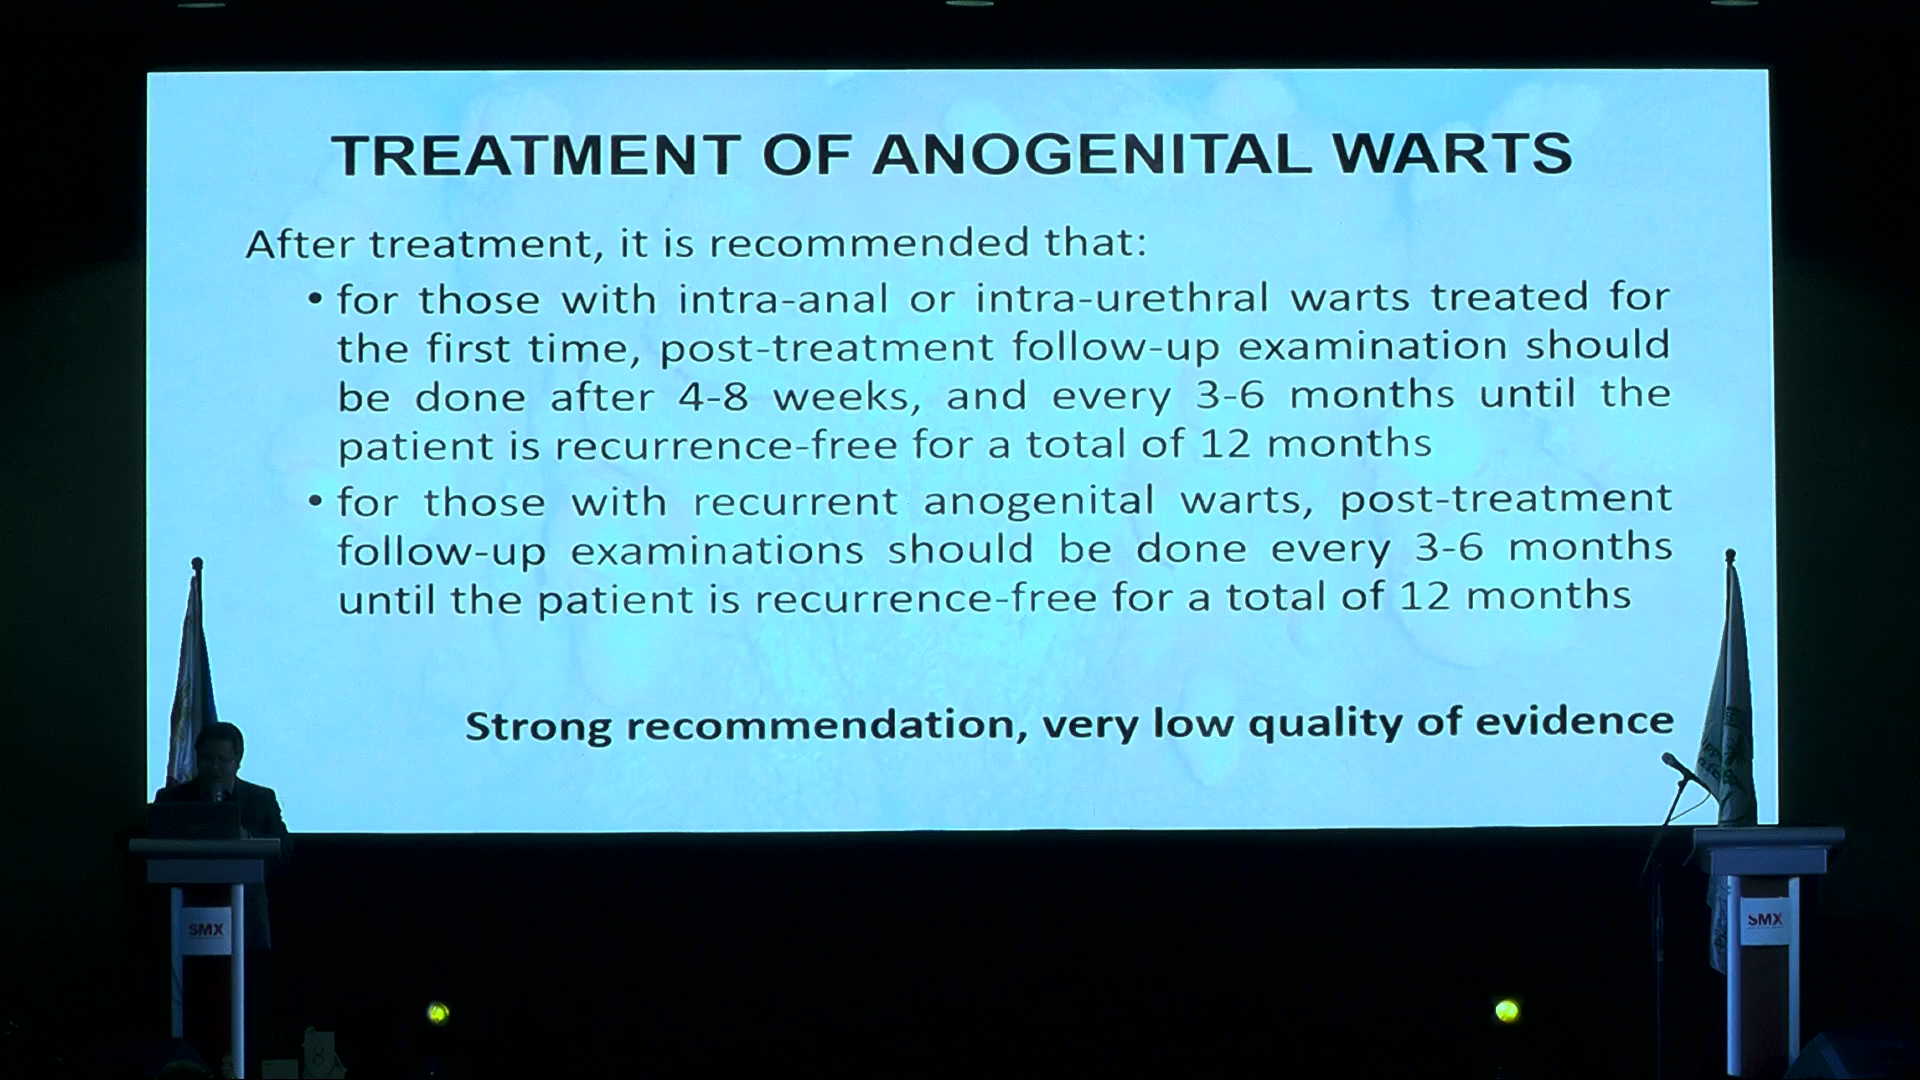 TREATMENT OF ANOGENITAL WARTS
After treatment, it is recommended that:
• for those with intra-anal or intra-urethral warts treated for
the first time, post-treatment follow-up examination should
be done after 4-8 weeks, and every 3-6 months until the
patient is recurrence-free for a total of 12 months
• for those with recurrent anogenital warts, post-treatment
follow-up examinations should be done every 3-6 months
until the patient is recurrence-free for a total of 12 months
Strong recommendation, very low quality of evidence
SMX
SMX
8